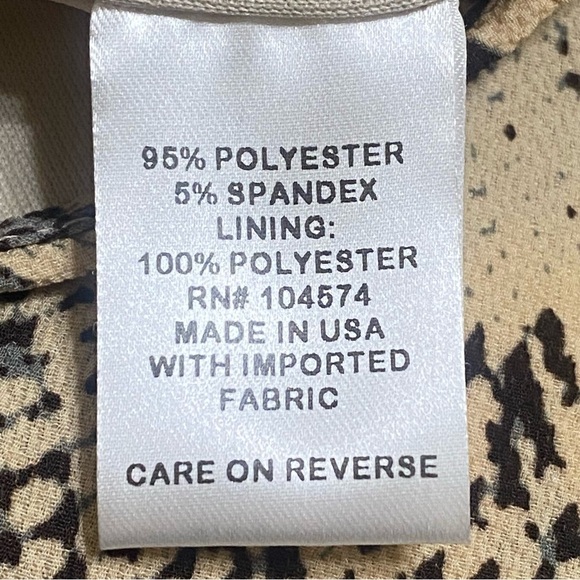 95% POLYESTER
5% SPANDEX
LINING:
100% POLYESTER
RN# 104574
MADE IN USA
WITH IMPORTED
FABRIC
CARE ON REVERSE